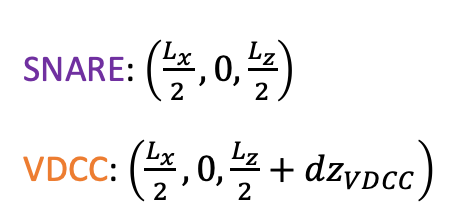 SNARE: (Lx/2, 0, Lz/2)
VDCC: (Lx/2, 0, Lz/2 + dzVDCC)